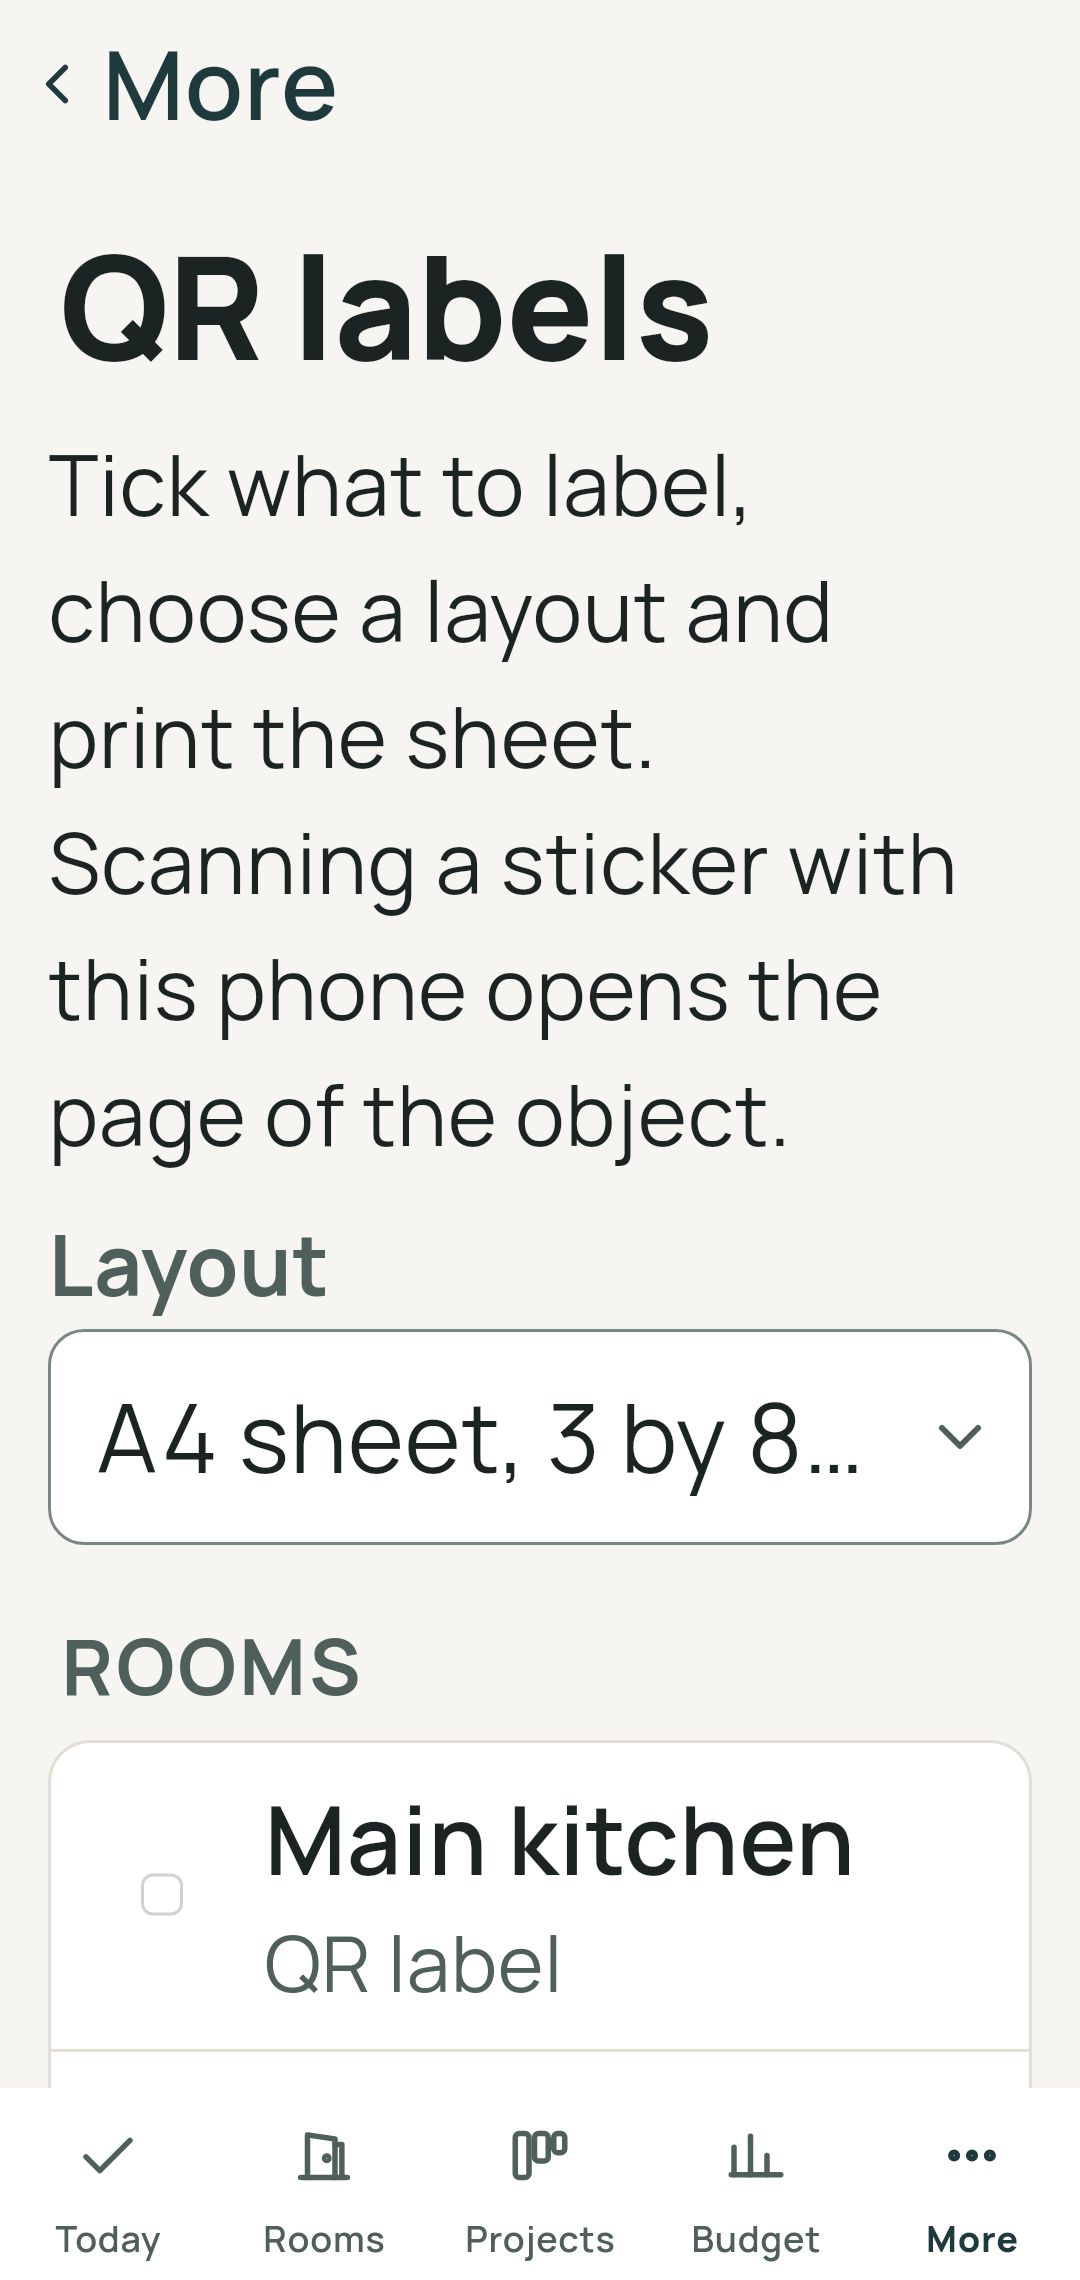 More
QR labels
Tick what to label,
choose a layout and
print the sheet.
Scanning a sticker with
this phone opens the
page of the object.
Layout
A4 sheet, 3 by 8...
ROOMS
Main kitchen
QR label
Today
Rooms
Projects
Budget
More